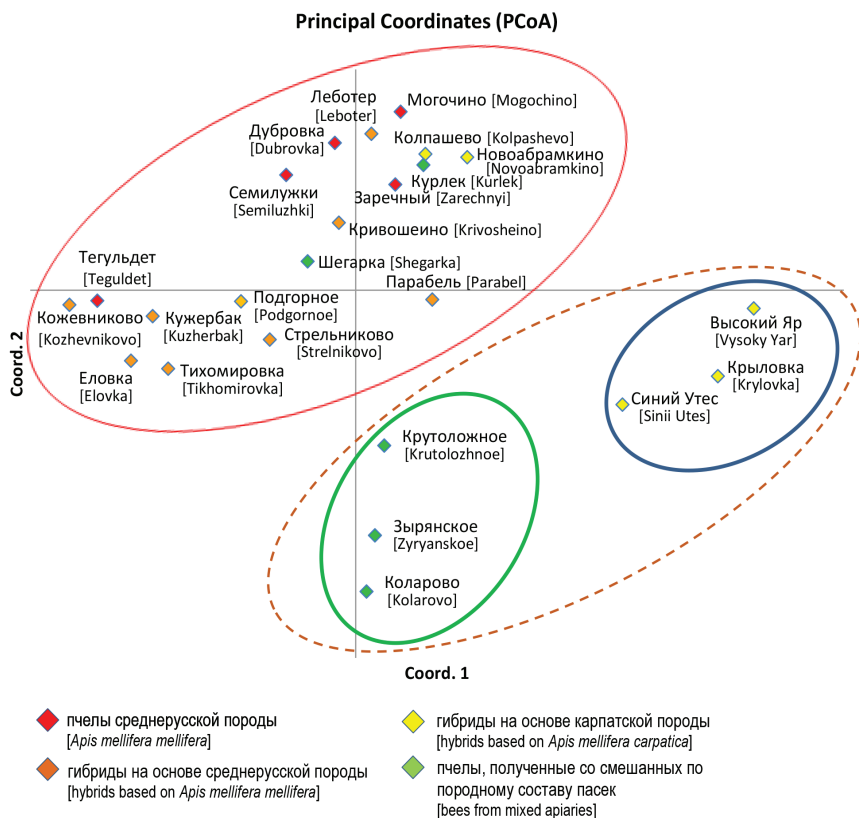 Principal Coordinates (PCoA)
Леботер
[Leboter]
Могочино [Mogochino]
Дубровка
[Dubrovka]
Колпашево [Kolpashevo]
Новоабрамкино
[Novoabramkino]
Семилужки
[Semiluzhki]
Курлек [Kurlek]
Заречный [Zarechnyi]
Кривошеино [Krivosheino]
Тегульдет
[Teguldet]
Шегарка [Shegarka]
Парабель [Parabel]
Кожевниково
[Kozhevnikovo]
Кужербак
[Kuzherbak]
Подгорное
[Podgornoe]
Стрельниково
[Strelnikovo]
Еловка
[Elovka]
Тихомировка
[Tikhomirovka]
Высокий Яр
[Vysoky Yar]
Крыловка
[Krylovka]
Синий Утес
[Sinii Utes]
Крутоложное
[Krutolozhnoe]
Зырянское
[Zyryanskoe]
Коларово
[Kolarovo]
Coord. 2
Coord. 1
пчелы среднерусской породы
[Apis mellifera mellifera]
гибриды на основе среднерусской породы
[hybrids based on Apis mellifera mellifera]
гибриды на основе карпатской породы
[hybrids based on Apis mellifera carpatica]
пчелы, полученные со смешанных по
породному составу пасек
[bees from mixed apiaries]